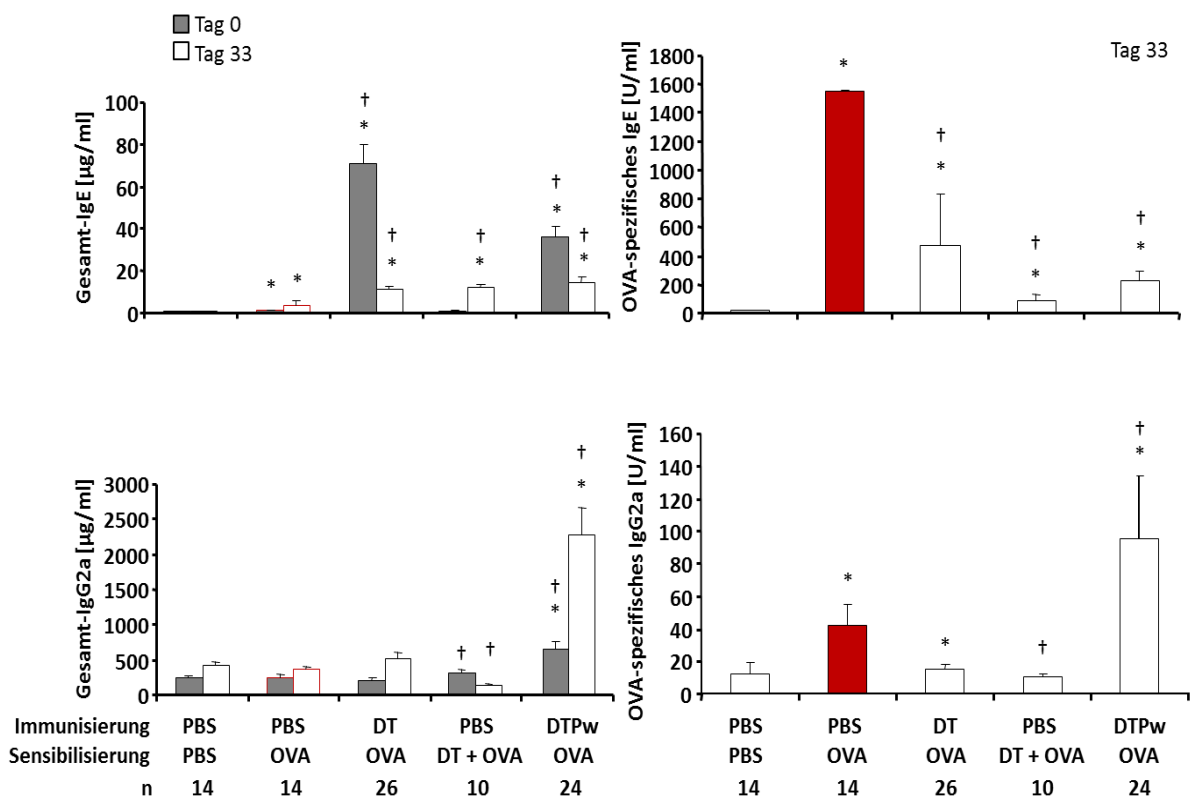 Tag 0
Tag 33
Gesamt-IgE [µg/ml]
100
80
60
40
20
0
† * * * † * † * † * † *
OVA-spezifisches IgE [U/ml]
Tag 33
1800
1600
1400
1200
1000
800
600
400
200
0
* † * † * † *
Gesamt-IgG2a [µg/ml]
3000
2500
2000
1500
1000
500
0
† † † * † *
OVA-spezifisches IgG2a [U/ml]
160
140
120
100
80
60
40
20
0
* * † † *
Immunisierung PBS PBS DT PBS DTPw
Sensibilisierung PBS OVA OVA DT + OVA OVA
n 14 14 26 10 24
PBS PBS DT PBS DTPw
PBS OVA OVA DT + OVA OVA
14 14 26 10 24